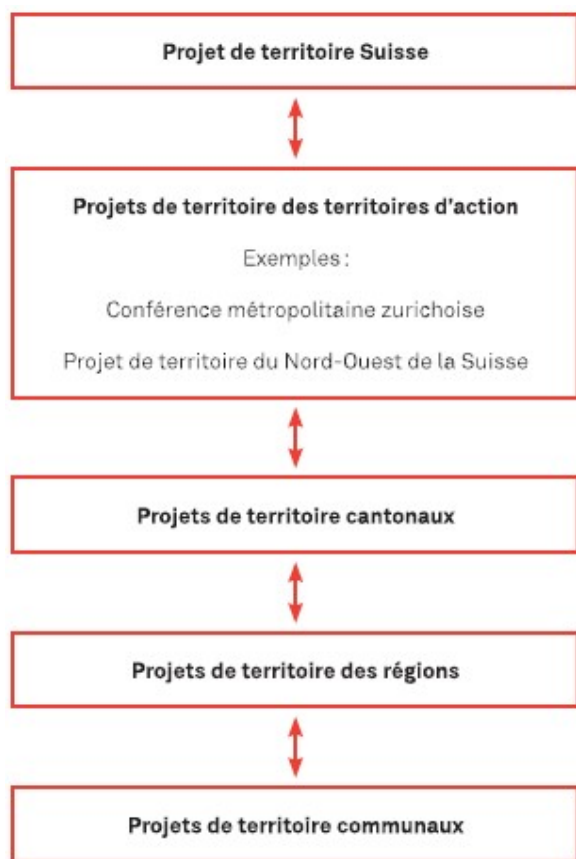 Projet de territoire Suisse
Projets de territoire des territoires d'action
Exemples :
Conférence métropolitaine zurichoise
Projet de territoire du Nord-Ouest de la Suisse
Projets de territoire cantonaux
Projets de territoire des régions
Projets de territoire communaux